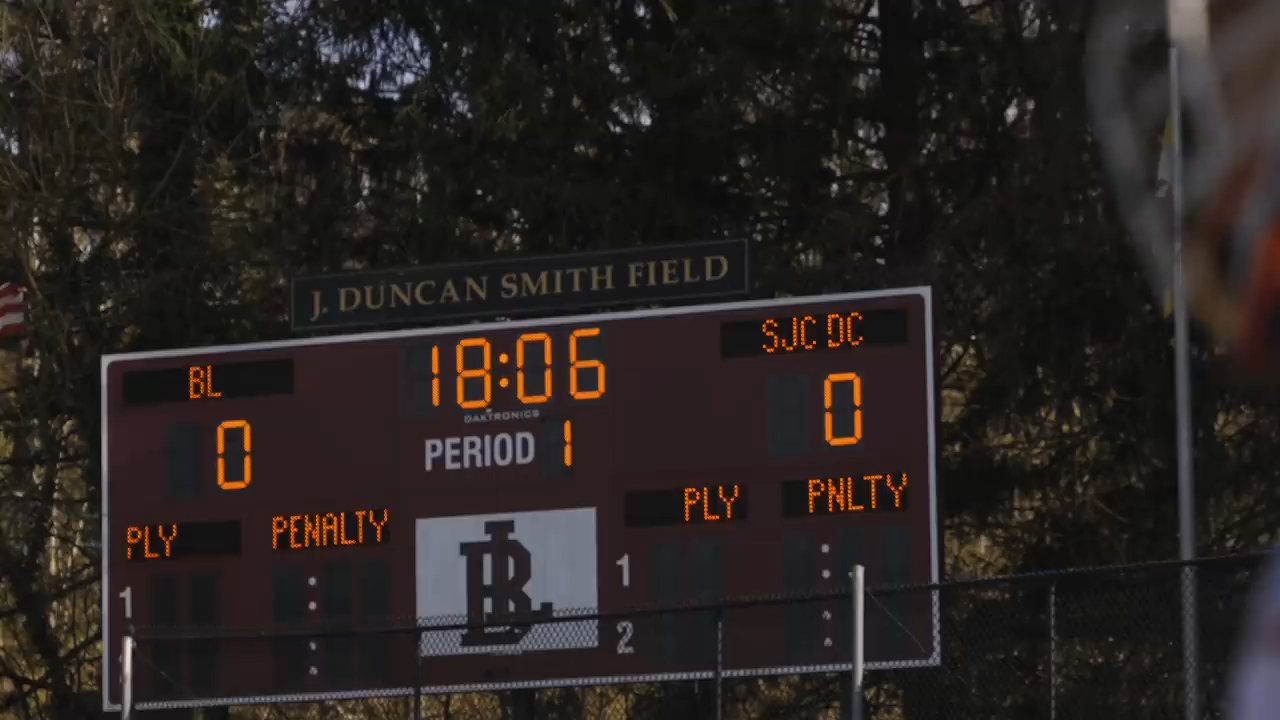 J. DUNCAN SMITH FIELD
BL
18:06
SJC DC
DAKTRONICS
0
PERIOD 1
0
PLY
PENALTY
PLY
PNLTY
1
:
BL
1
:
:
2
: